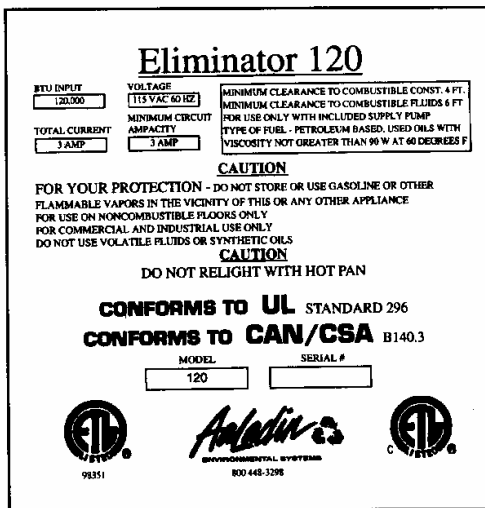 Eliminator 120
BTU INPUT
120,000
VOLTAGE
115 VAC 60 HZ
TOTAL CURRENT
3 AMP
MINIMUM CIRCUIT
AMPACITY
3 AMP
MINIMUM CLEARANCE TO COMBUSTIBLE CONST. 4 FT.
MINIMUM CLEARANCE TO COMBUSTIBLE FLUIDS 6 FT
FOR USE ONLY WITH INCLUDED SUPPLY PUMP
TYPE OF FUEL - PETROLEUM BASED, USED OILS WITH
VISCOSITY NOT GREATER THAN 90 W AT 60 DEGREES F
CAUTION
FOR YOUR PROTECTION - DO NOT STORE OR USE GASOLINE OR OTHER
FLAMMABLE VAPORS IN THE VICINITY OF THIS OR ANY OTHER APPLIANCE
FOR USE ON NONCOMBUSTIBLE FLOORS ONLY
FOR COMMERCIAL AND INDUSTRIAL USE ONLY
DO NOT USE VOLATILE FLUIDS OR SYNTHETIC OILS
CAUTION
DO NOT RELIGHT WITH HOT PAN
CONFORMS TO UL STANDARD 296
CONFORMS TO CAN/CSA B140.3
MODEL
120
SERIAL #
ETL
LISTED
®
98351
Aaladin
ENVIRONMENTAL SYSTEMS
800 448-3298
C
ETL
LISTED
®